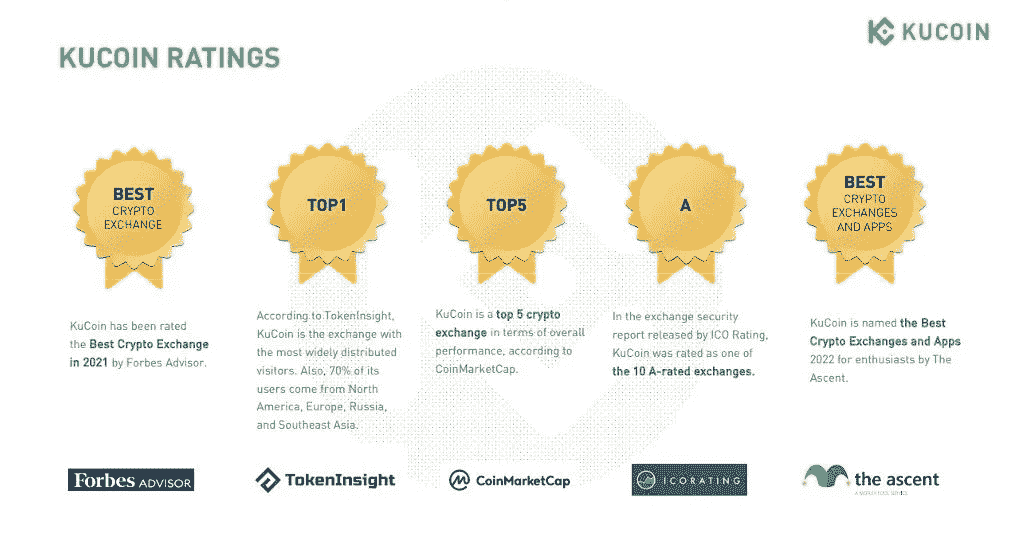 KUCOIN
KUCOIN RATINGS
BEST
CRYPTO
EXCHANGE
KuCoin has been rated
the Best Crypto Exchange
in 2021 by Forbes Advisor.
Forbes ADVISOR
TOP1
According to TokenInsight,
KuCoin is the exchange with
the most widely distributed
visitors. Also, 70% of its
users come from North
America, Europe, Russia,
and Southeast Asia.
TokenInsight
TOP5
KuCoin is a top 5 crypto
exchange in terms of overall
performance, according to
CoinMarketCap.
CoinMarketCap
A
In the exchange security
report released by ICO Rating,
KuCoin was rated as one of
the 10 A-rated exchanges.
ICORATING
BEST
CRYPTO
EXCHANGES
AND APPS
KuCoin is named the Best
Crypto Exchanges and Apps
2022 for enthusiasts by The
Ascent.
the ascent
A MOTLEY FOOL SERVICE